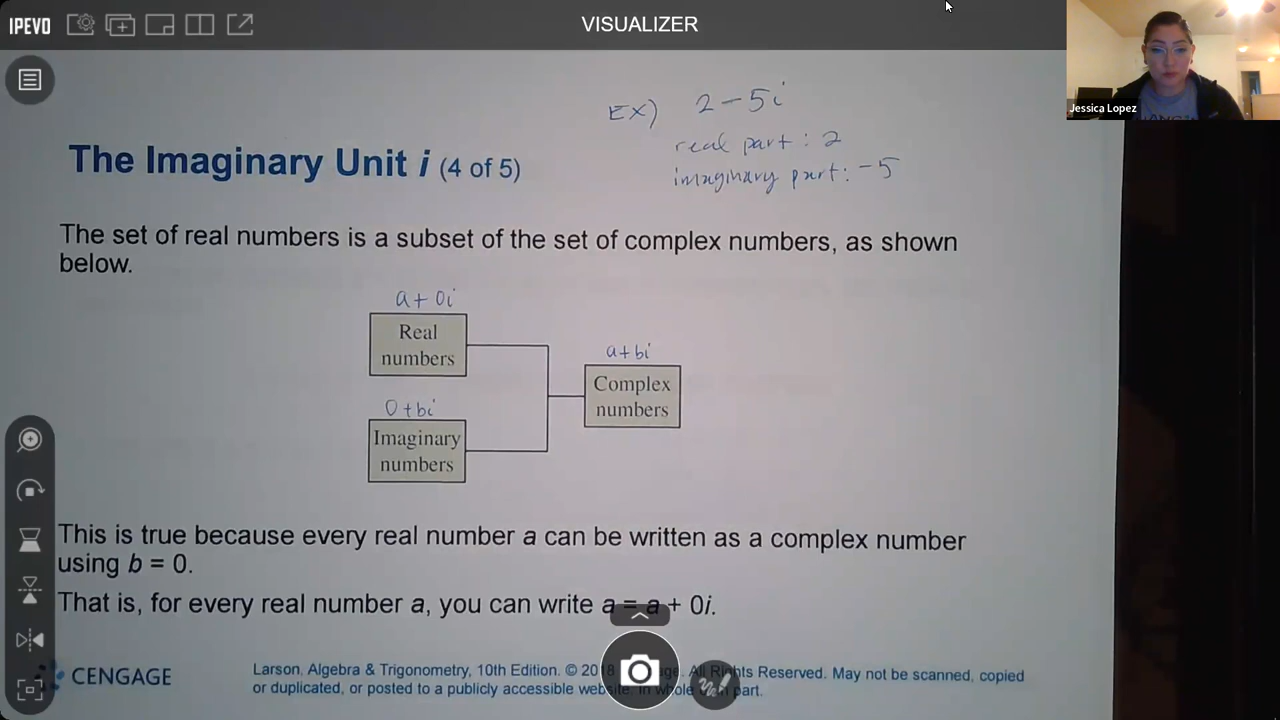 IPEVO
VISUALIZER
Jessica Lopez
EX) 2-5i
real part: 2
imaginary part: -5
The Imaginary Unit i (4 of 5)
The set of real numbers is a subset of the set of complex numbers, as shown
below.
a+0i
Real
numbers
a+bi
Complex
numbers
0+bi
Imaginary
numbers
This is true because every real number a can be written as a complex number
using b = 0.
That is, for every real number a, you can write a = a + 0i.
CENGAGE
Larson, Algebra & Trigonometry, 10th Edition. © All Rights Reserved. May not be scanned, copied
or duplicated, or posted to a publicly accessible website, in whole part.